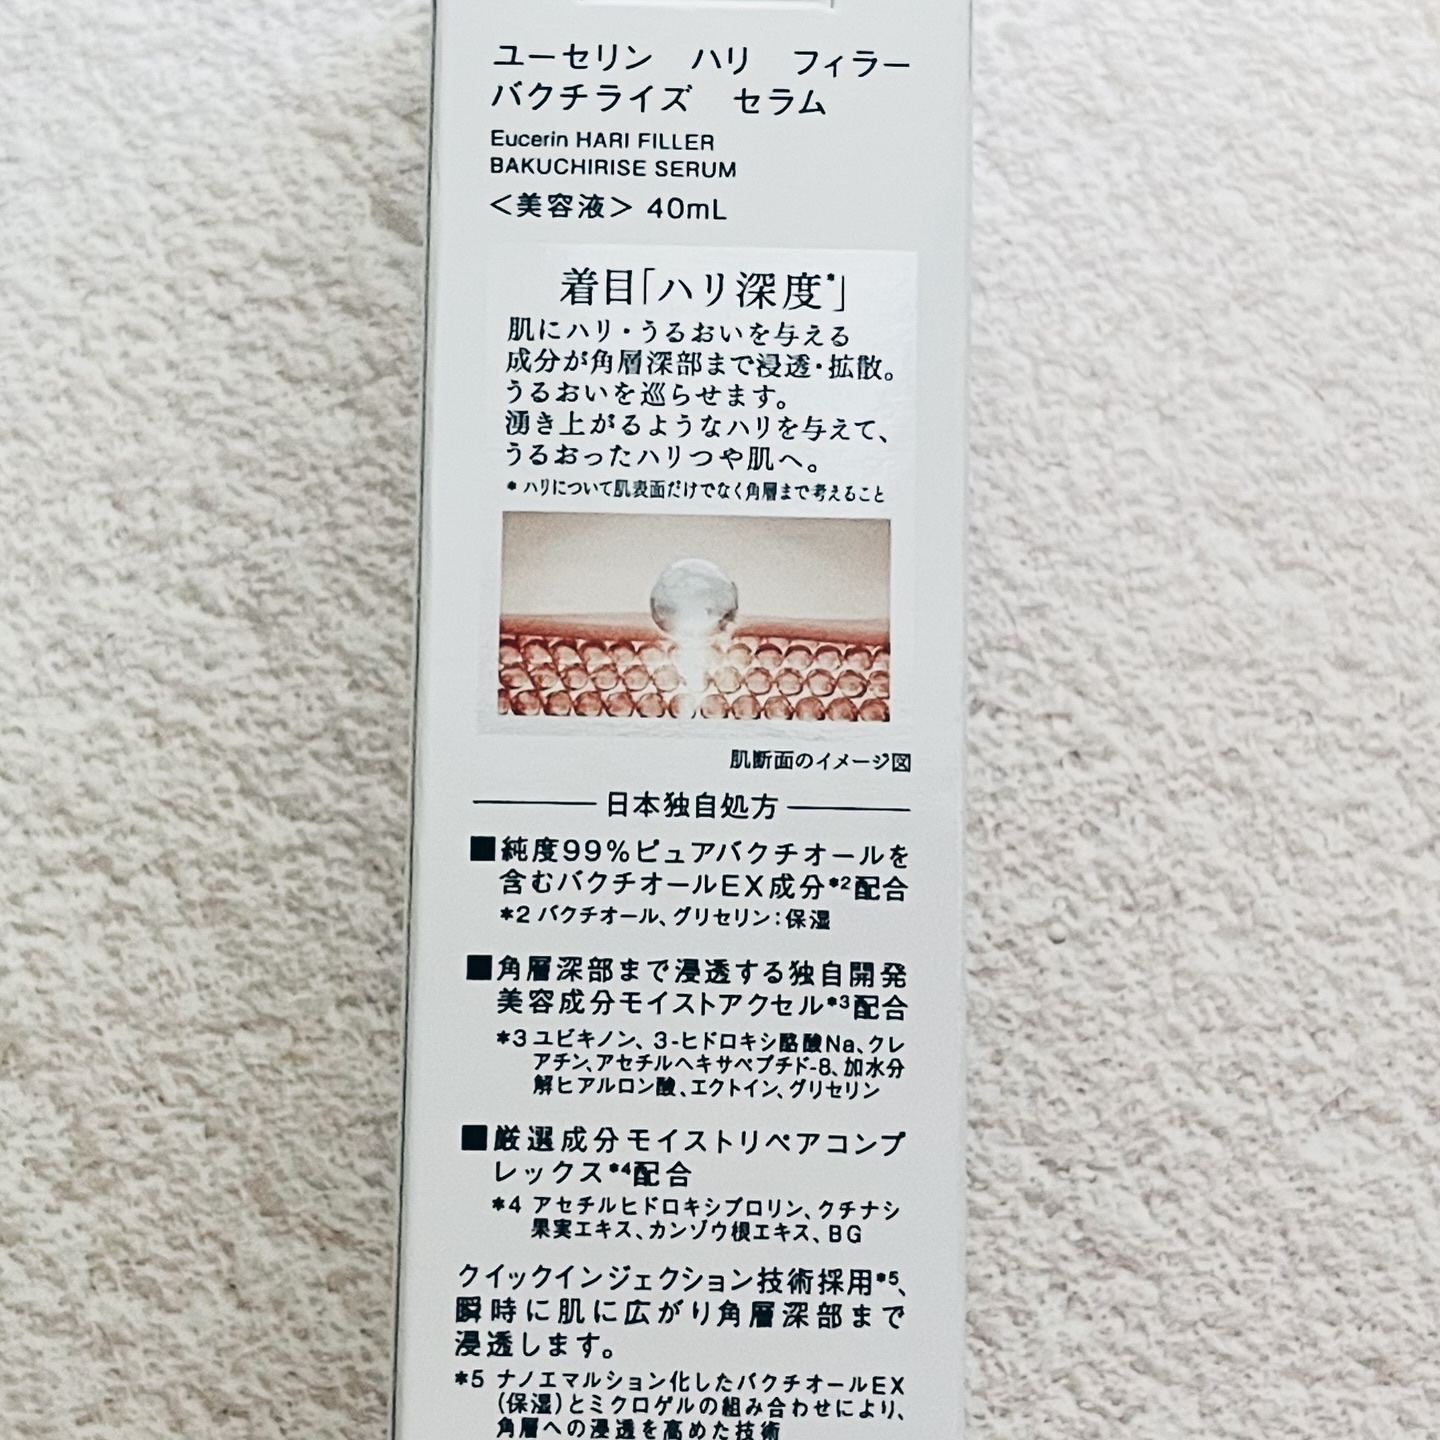 ユーセリン ハリ フィラー
バクチライズ セラム
Eucerin HARI FILLER
BAKUCHIRISE SERUM
＜美容液＞ 40mL
着目「ハリ深度*」
肌にハリ・うるおいを与える
成分が角層深部まで浸透・拡散。
うるおいを巡らせます。
湧き上がるようなハリを与えて、
うるおったハリつや肌へ。
* ハリについて肌表面だけでなく角層まで考えること
肌断面のイメージ図
日本独自処方
■純度99%ピュアバクチオールを
含むバクチオールEX成分*2配合
*2 バクチオール、グリセリン：保湿
■角層深部まで浸透する独自開発
美容成分モイストアクセル*3配合
*3 ユビキノン、3-ヒドロキシ酪酸Na、クレ
アチン、アセチルヘキサペプチド-8、加水分
解ヒアルロン酸、エクトイン、グリセリン
■厳選成分モイストリペアコンプ
レックス*4配合
*4 アセチルヒドロキシプロリン、クチナシ
果実エキス、カンゾウ根エキス、BG
クイックインジェクション技術採用*5、
瞬時に肌に広がり角層深部まで
浸透します。
*5 ナノエマルション化したバクチオールEX
(保湿)とミクロゲルの組み合わせにより、
角層への浸透を高めた技術